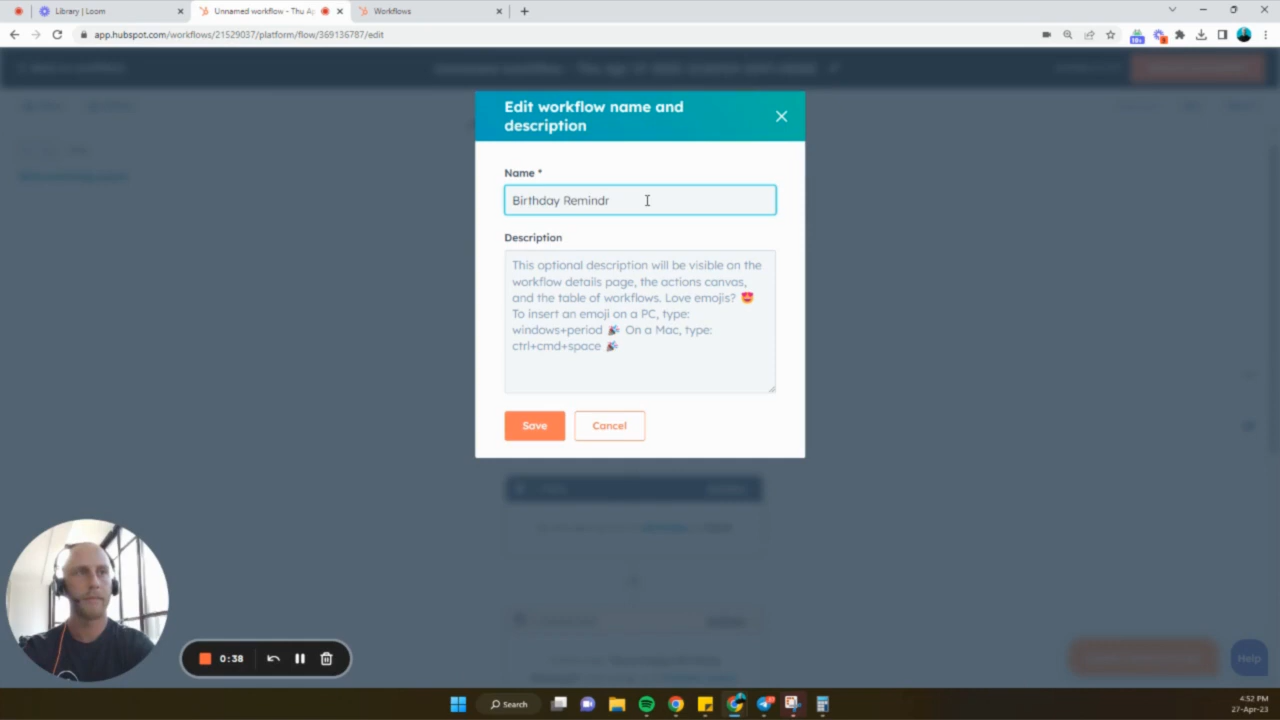 Library | Loom
Unnamed workflow - Thu Ap
Workflows
app.hubspot.com/workflows/21529037/platform/flow/369136787/edit
Edit workflow name and
description
Name *
Birthday Remindr
Description
This optional description will be visible on the
workflow details page, the actions canvas,
and the table of workflows. Love emojis? 😍
To insert an emoji on a PC, type:
windows+period 🎉 On a Mac, type:
ctrl+cmd+space 🎉
Save
Cancel
0:38
Help
Search
4:52 PM
27-Apr-23